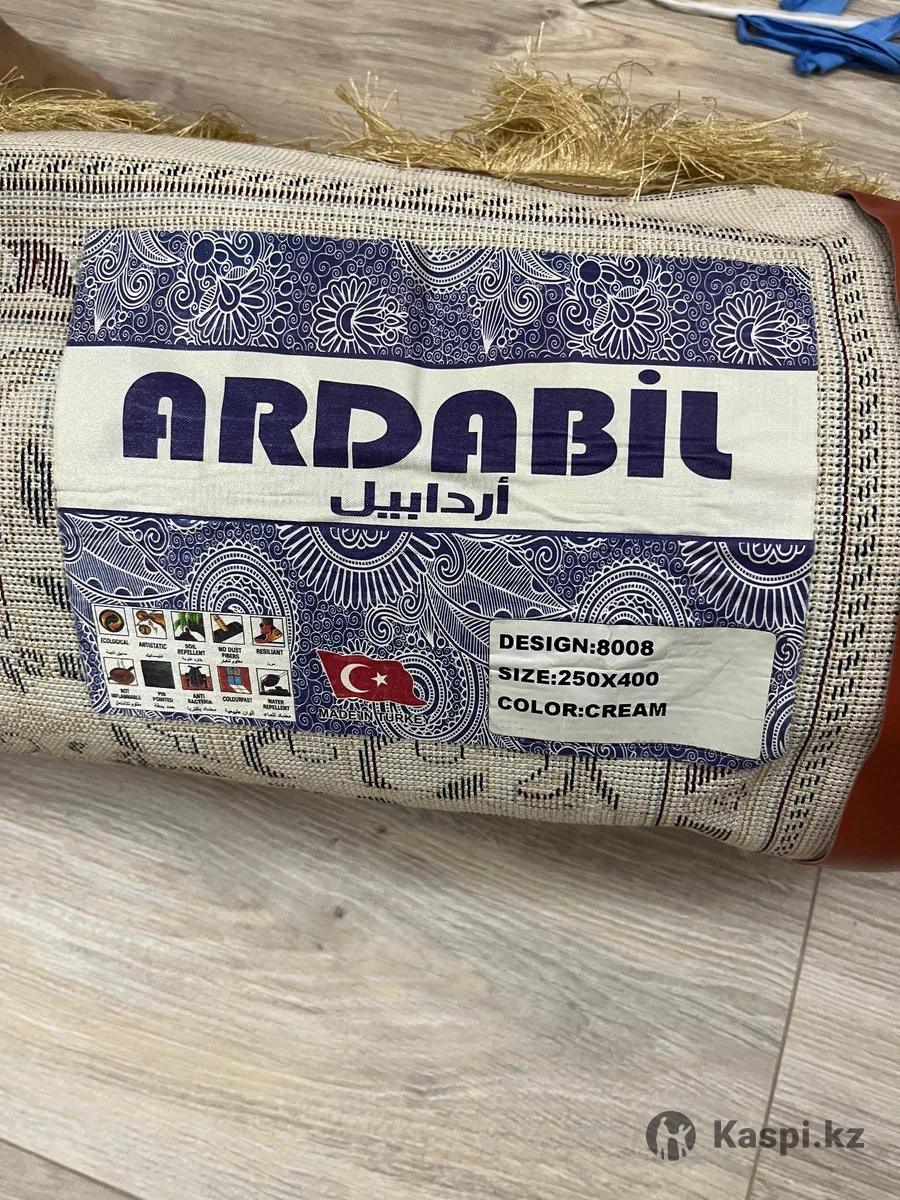 ARDABİL
أردابيل
ECOLOGICAL
ANTISTATIC
SOIL REPELLENT
NO DUST FIBERS
RESILIANT
NOT INFLAMMABLE
PIN POINTED
ANTI BACTERIA
COLOURFAST
WATER REPELLENT
MADE IN TURKEY
DESIGN:8008
SIZE:250X400
COLOR:CREAM
Kaspi.kz